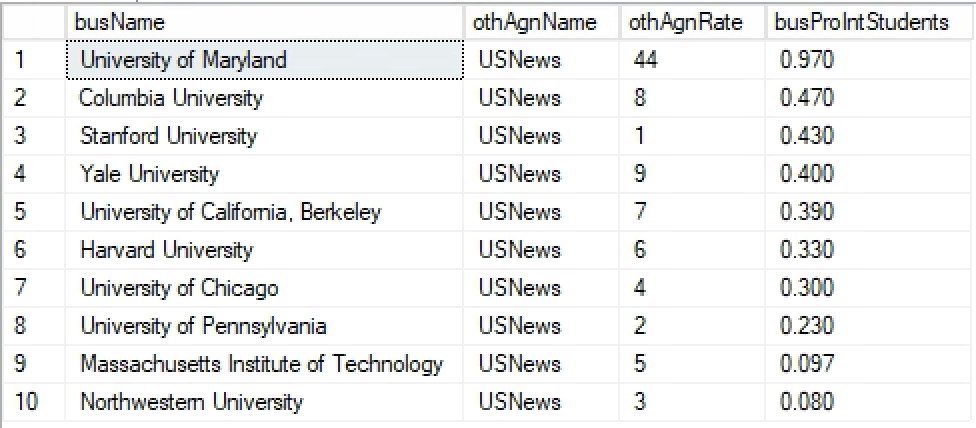 busName othAgnName othAgnRate busProIntStudents
1 University of Maryland USNews 44 0.970
2 Columbia University USNews 8 0.470
3 Stanford University USNews 1 0.430
4 Yale University USNews 9 0.400
5 University of California, Berkeley USNews 7 0.390
6 Harvard University USNews 6 0.330
7 University of Chicago USNews 4 0.300
8 University of Pennsylvania USNews 2 0.230
9 Massachusetts Institute of Technology USNews 5 0.097
10 Northwestern University USNews 3 0.080